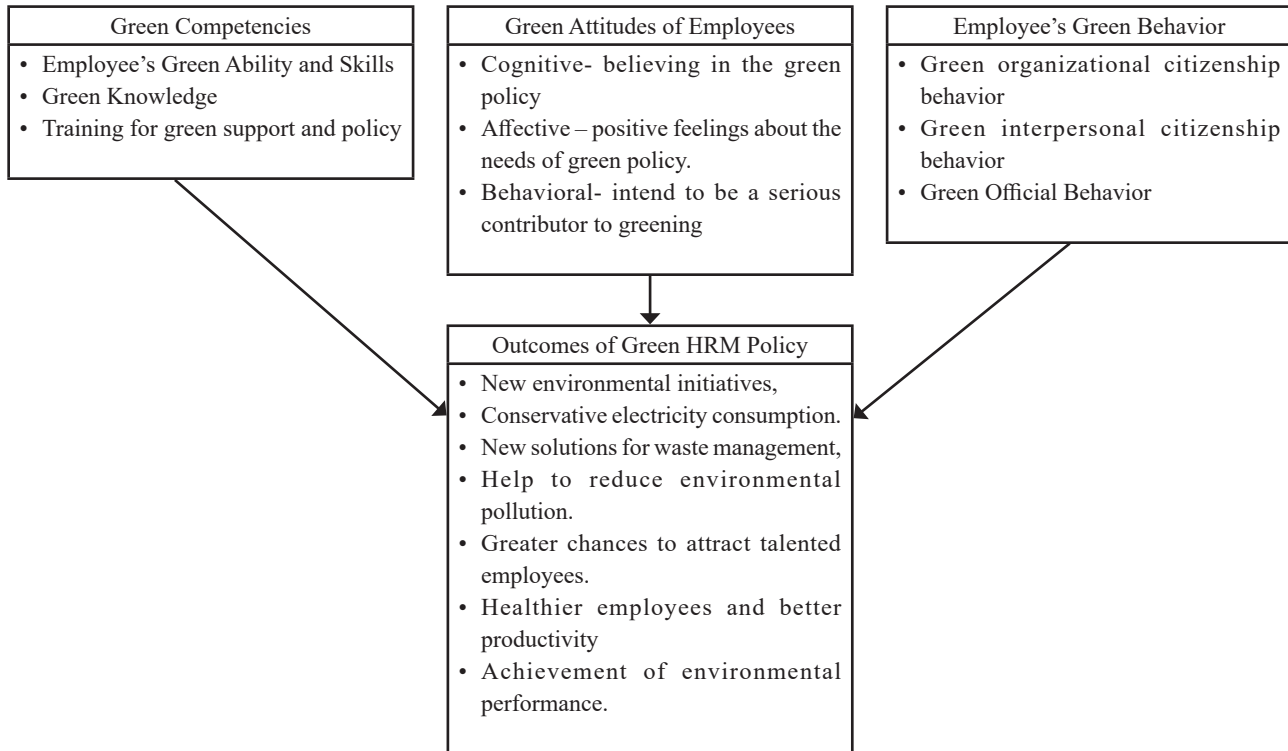 Green Competencies
• Employee’s Green Ability and Skills
• Green Knowledge
• Training for green support and policy
Green Attitudes of Employees
• Cognitive- believing in the green
policy
• Affective – positive feelings about the
needs of green policy.
• Behavioral- intend to be a serious
contributor to greening
Employee’s Green Behavior
• Green organizational citizenship
behavior
• Green interpersonal citizenship
behavior
• Green Official Behavior
Outcomes of Green HRM Policy
• New environmental initiatives,
• Conservative electricity consumption.
• New solutions for waste management,
• Help to reduce environmental
pollution.
• Greater chances to attract talented
employees.
• Healthier employees and better
productivity
• Achievement of environmental
performance.